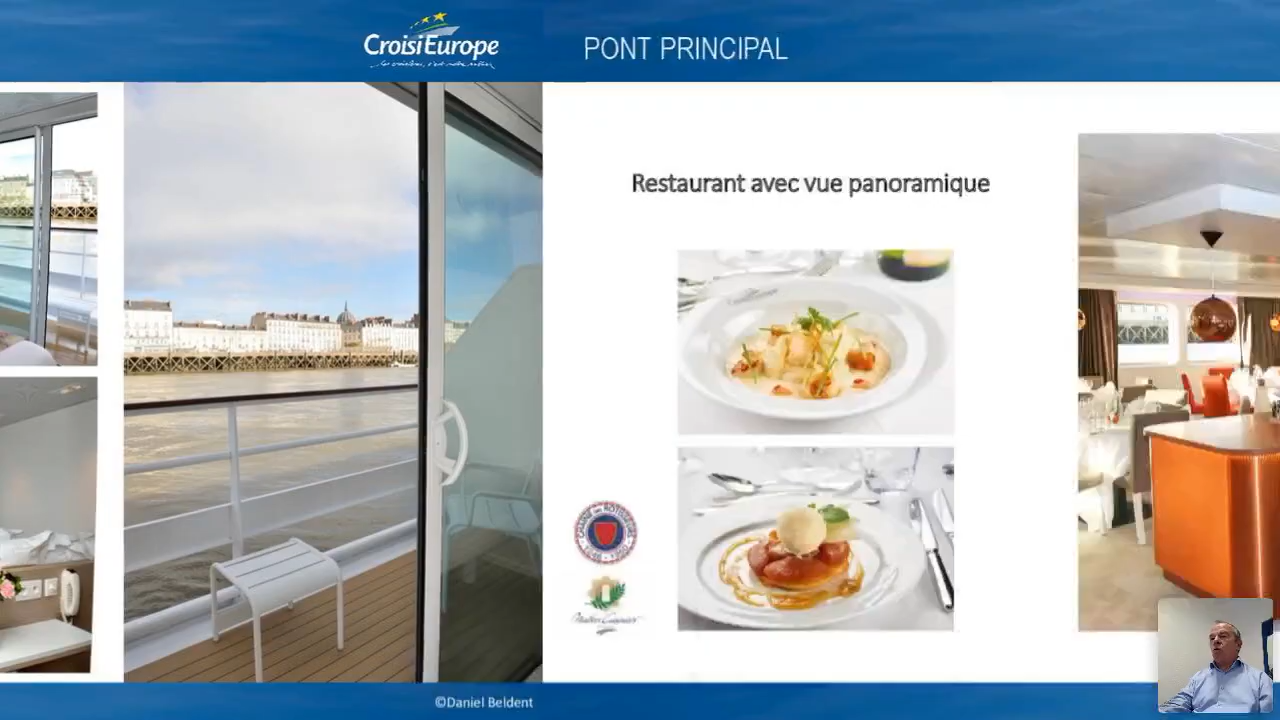 CroisiEurope
PONT PRINCIPAL
Restaurant avec vue panoramique
©Daniel Beldent